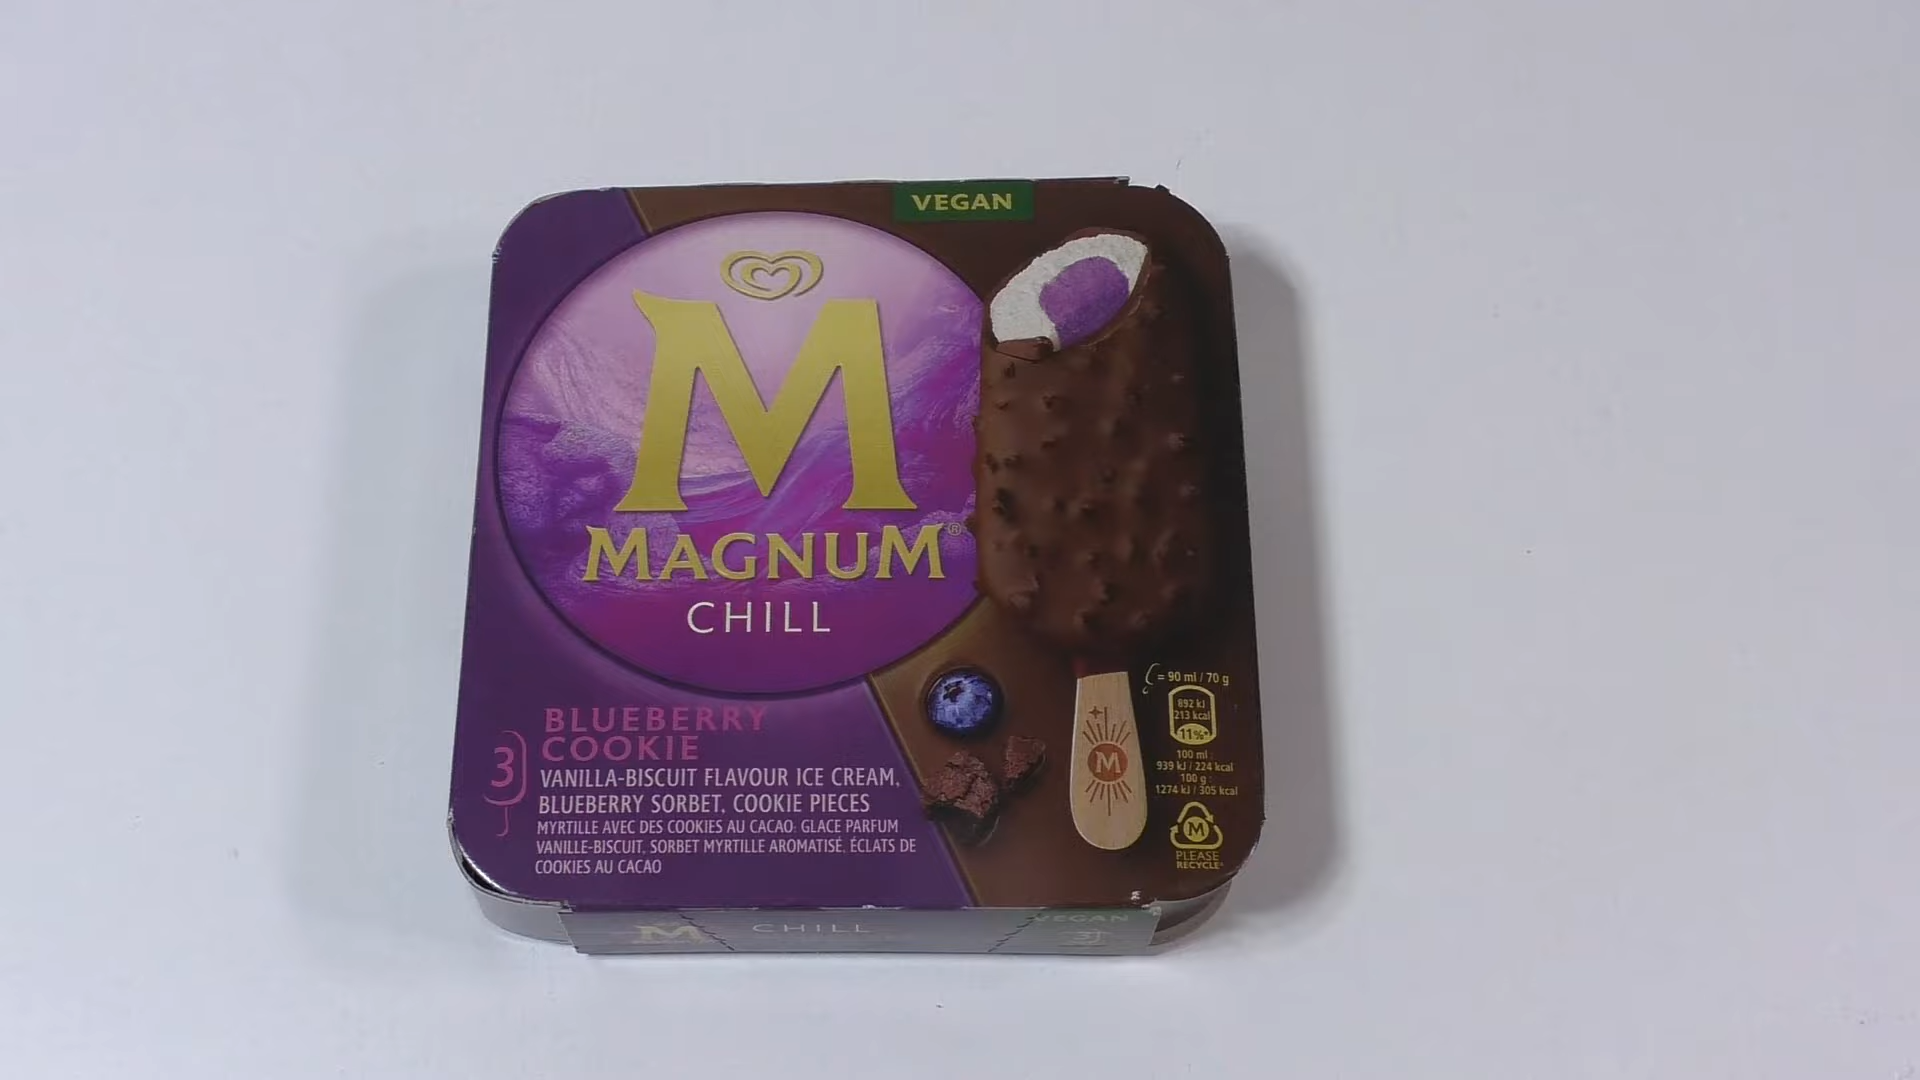 VEGAN
M
MAGNUM®
CHILL
BLUEBERRY
COOKIE
3
VANILLA-BISCUIT FLAVOUR ICE CREAM,
BLUEBERRY SORBET, COOKIE PIECES
MYRTILLE AVEC DES COOKIES AU CACAO: GLACE PARFUM
VANILLE-BISCUIT, SORBET MYRTILLE AROMATISÉ, ÉCLATS DE
COOKIES AU CACAO
M
= 90 ml / 70 g
892 kJ
213 kcal
11%*
100 ml :
939 kJ / 224 kcal
100 g :
1274 kJ / 305 kcal
M
PLEASE
RECYCLE*
M CHILL VEGAN
3